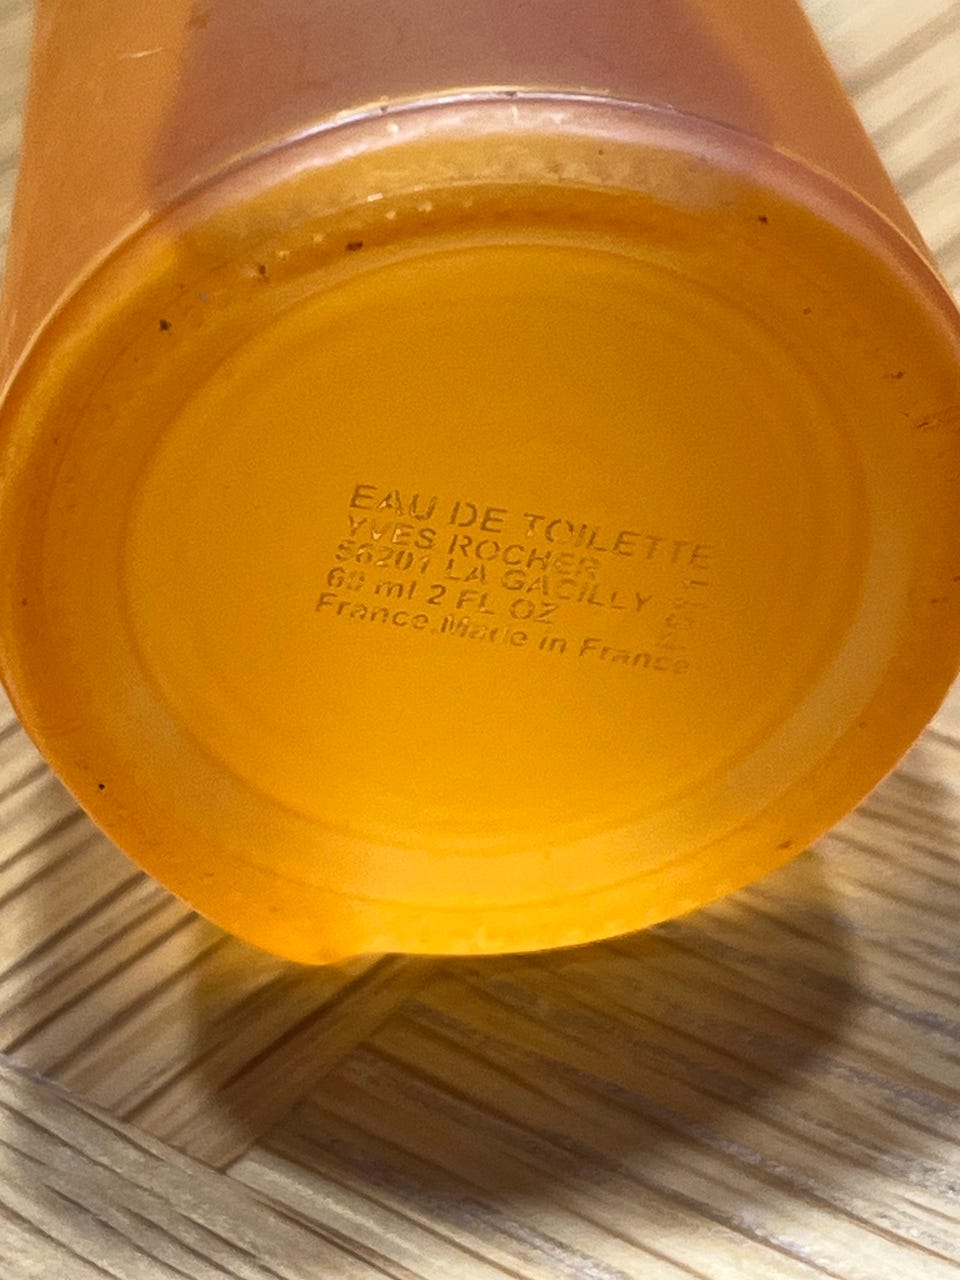 EAU DE TOILETTE
YVES ROCHER
56201 LA GACILLY
60 ml 2 FL OZ
France.Made in France